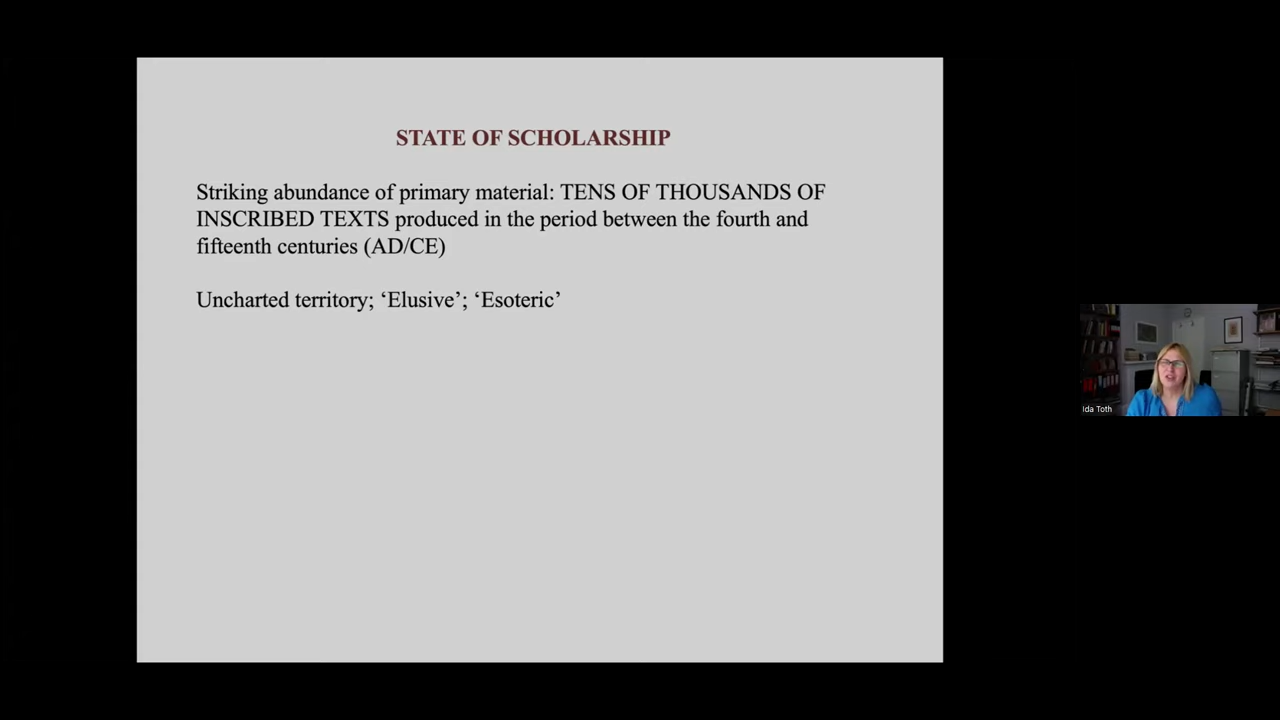 STATE OF SCHOLARSHIP
Striking abundance of primary material: TENS OF THOUSANDS OF
INSCRIBED TEXTS produced in the period between the fourth and
fifteenth centuries (AD/CE)
Uncharted territory; ‘Elusive’; ‘Esoteric’
Ida Toth